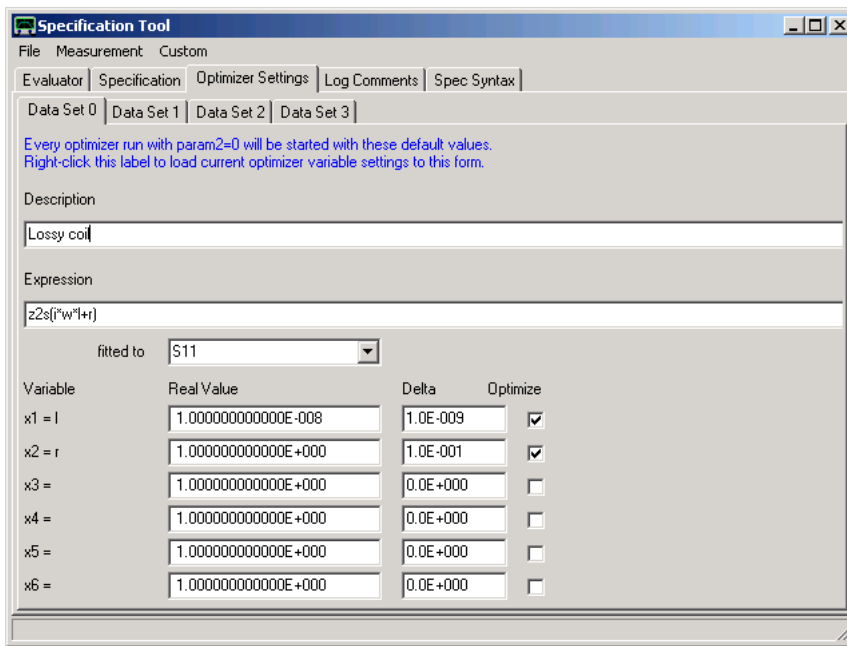 Specification Tool
File Measurement Custom
Evaluator Specification Optimizer Settings Log Comments Spec Syntax
Data Set 0 Data Set 1 Data Set 2 Data Set 3
Every optimizer run with param2=0 will be started with these default values.
Right-click this label to load current optimizer variable settings to this form.
Description
Lossy coil
Expression
z2s(i*w*l+r)
fitted to S11
Variable Real Value Delta Optimize
x1 = l 1.000000000000E-008 1.0E-009
x2 = r 1.000000000000E+000 1.0E-001
x3 = 1.000000000000E+000 0.0E+000
x4 = 1.000000000000E+000 0.0E+000
x5 = 1.000000000000E+000 0.0E+000
x6 = 1.000000000000E+000 0.0E+000